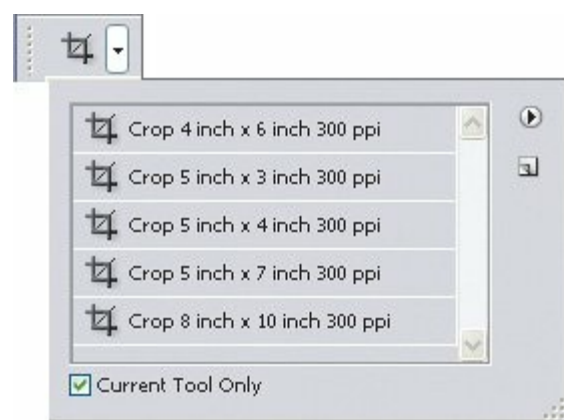 Crop 4 inch x 6 inch 300 ppi
Crop 5 inch x 3 inch 300 ppi
Crop 5 inch x 4 inch 300 ppi
Crop 5 inch x 7 inch 300 ppi
Crop 8 inch x 10 inch 300 ppi
Current Tool Only